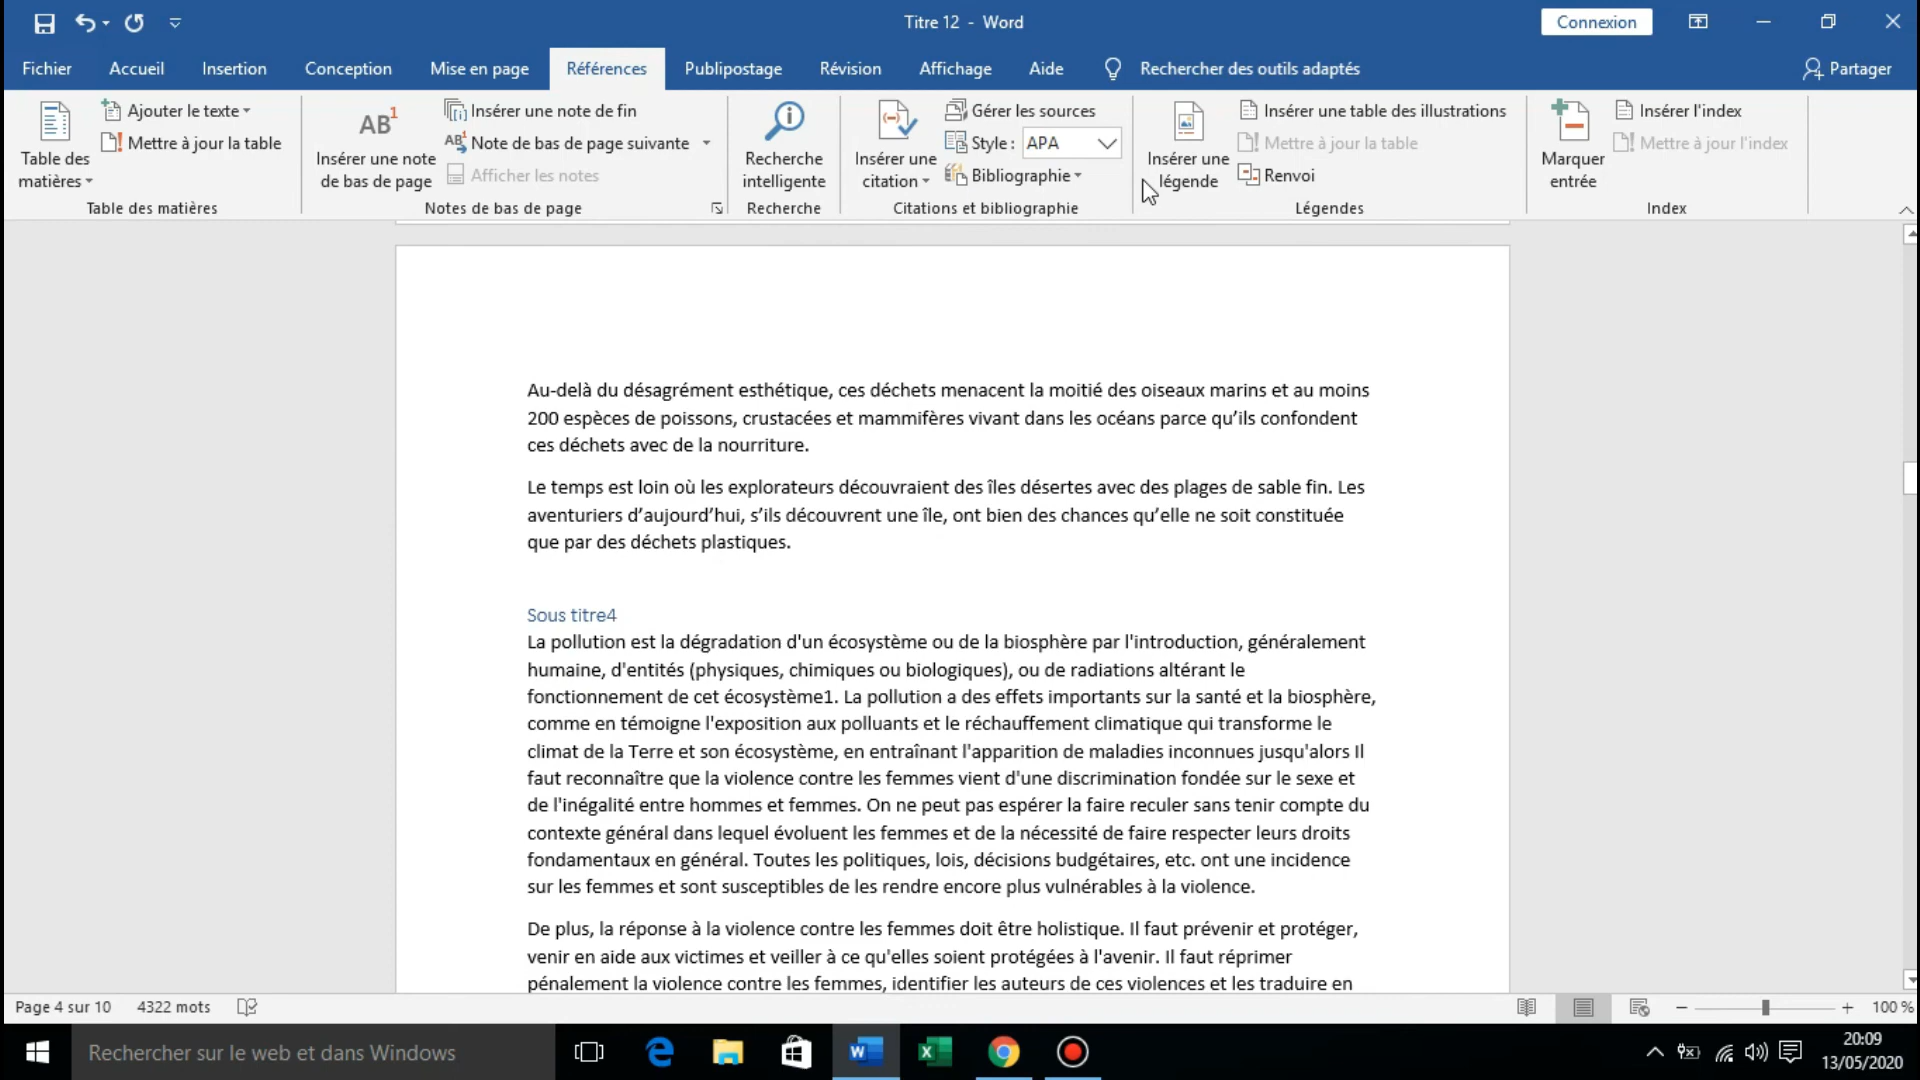 Titre 12 - Word
Connexion
Fichier Accueil Insertion Conception Mise en page Références Publipostage Révision Affichage Aide Rechercher des outils adaptés Partager
Table des matières
Ajouter le texte
Mettre à jour la table
Table des matières
AB1
Insérer une note de bas de page
Insérer une note de fin
Note de bas de page suivante
Afficher les notes
Notes de bas de page
Recherche intelligente
Recherche
Insérer une citation
Gérer les sources
Style : APA
Bibliographie
Citations et bibliographie
Insérer une légende
Insérer une table des illustrations
Mettre à jour la table
Renvoi
Légendes
Marquer entrée
Insérer l'index
Mettre à jour l'index
Index
Au-delà du désagrément esthétique, ces déchets menacent la moitié des oiseaux marins et au moins
200 espèces de poissons, crustacées et mammifères vivant dans les océans parce qu’ils confondent
ces déchets avec de la nourriture.
Le temps est loin où les explorateurs découvraient des îles désertes avec des plages de sable fin. Les
aventuriers d’aujourd’hui, s’ils découvrent une île, ont bien des chances qu’elle ne soit constituée
que par des déchets plastiques.
Sous titre4
La pollution est la dégradation d'un écosystème ou de la biosphère par l'introduction, généralement
humaine, d'entités (physiques, chimiques ou biologiques), ou de radiations altérant le
fonctionnement de cet écosystème1. La pollution a des effets importants sur la santé et la biosphère,
comme en témoigne l'exposition aux polluants et le réchauffement climatique qui transforme le
climat de la Terre et son écosystème, en entraînant l'apparition de maladies inconnues jusqu'alors Il
faut reconnaître que la violence contre les femmes vient d'une discrimination fondée sur le sexe et
de l'inégalité entre hommes et femmes. On ne peut pas espérer la faire reculer sans tenir compte du
contexte général dans lequel évoluent les femmes et de la nécessité de faire respecter leurs droits
fondamentaux en général. Toutes les politiques, lois, décisions budgétaires, etc. ont une incidence
sur les femmes et sont susceptibles de les rendre encore plus vulnérables à la violence.
De plus, la réponse à la violence contre les femmes doit être holistique. Il faut prévenir et protéger,
venir en aide aux victimes et veiller à ce qu'elles soient protégées à l'avenir. Il faut réprimer
pénalement la violence contre les femmes, identifier les auteurs de ces violences et les traduire en
Page 4 sur 10 4322 mots 100 %
Rechercher sur le web et dans Windows
20:09
13/05/2020